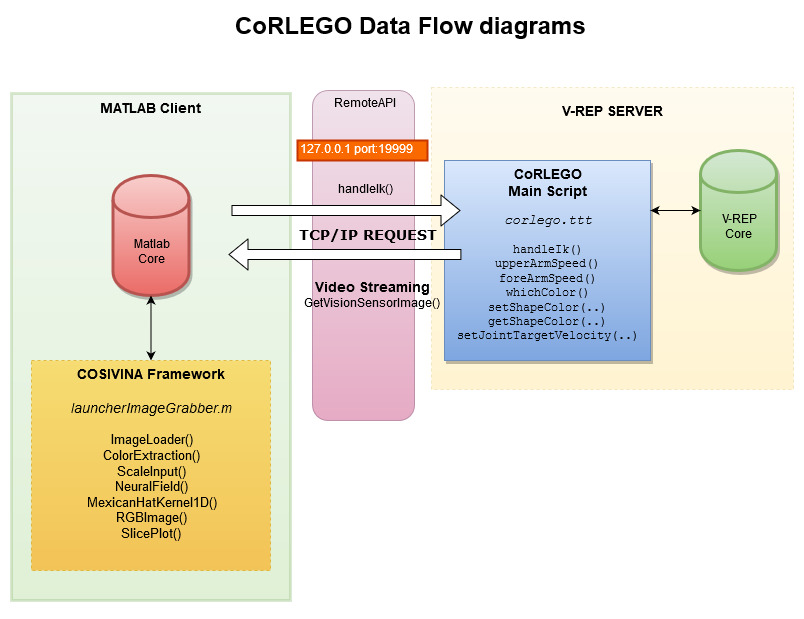 CoRLEGO Data Flow diagrams
MATLAB Client
Matlab
Core
COSIVINA Framework
launcherImageGrabber.m
ImageLoader()
ColorExtraction()
ScaleInput()
NeuralField()
MexicanHatKernel1D()
RGBImage()
SlicePlot()
RemoteAPI
127.0.0.1 port:19999
handleIk()
TCP/IP REQUEST
Video Streaming
GetVisionSensorImage()
V-REP SERVER
CoRLEGO
Main Script
corlego.ttt
handleIk()
upperArmSpeed()
foreArmSpeed()
whichColor()
setShapeColor(..)
getShapeColor(..)
setJointTargetVelocity(..)
V-REP
Core